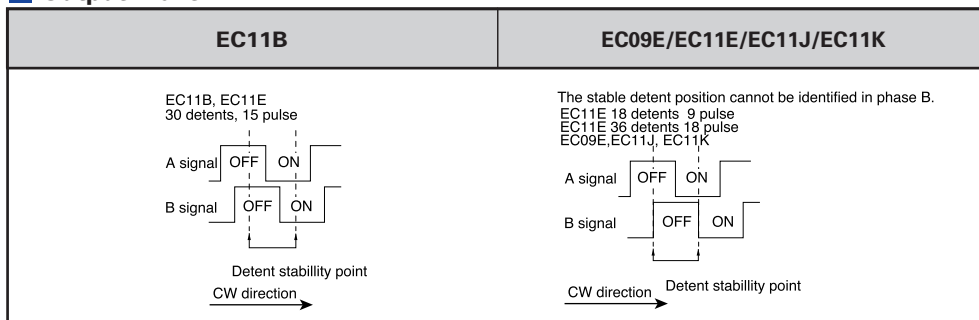 EC11B
EC09E/EC11E/EC11J/EC11K
EC11B, EC11E
30 detents, 15 pulse
A signal OFF ON
B signal OFF ON
Detent stabillity point
CW direction
The stable detent position cannot be identified in phase B.
EC11E 18 detents 9 pulse
EC11E 36 detents 18 pulse
EC09E,EC11J, EC11K
A signal OFF ON
B signal OFF ON
Detent stabillity point
CW direction